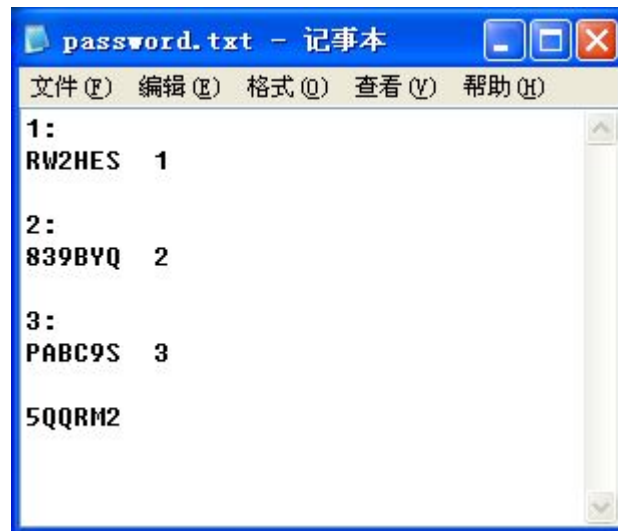 password.txt - 记事本
文件(F) 编辑(E) 格式(O) 查看(V) 帮助(H)
1:
RW2HES  1
2:
839BYQ  2
3:
PABC9S  3
5QQRM2